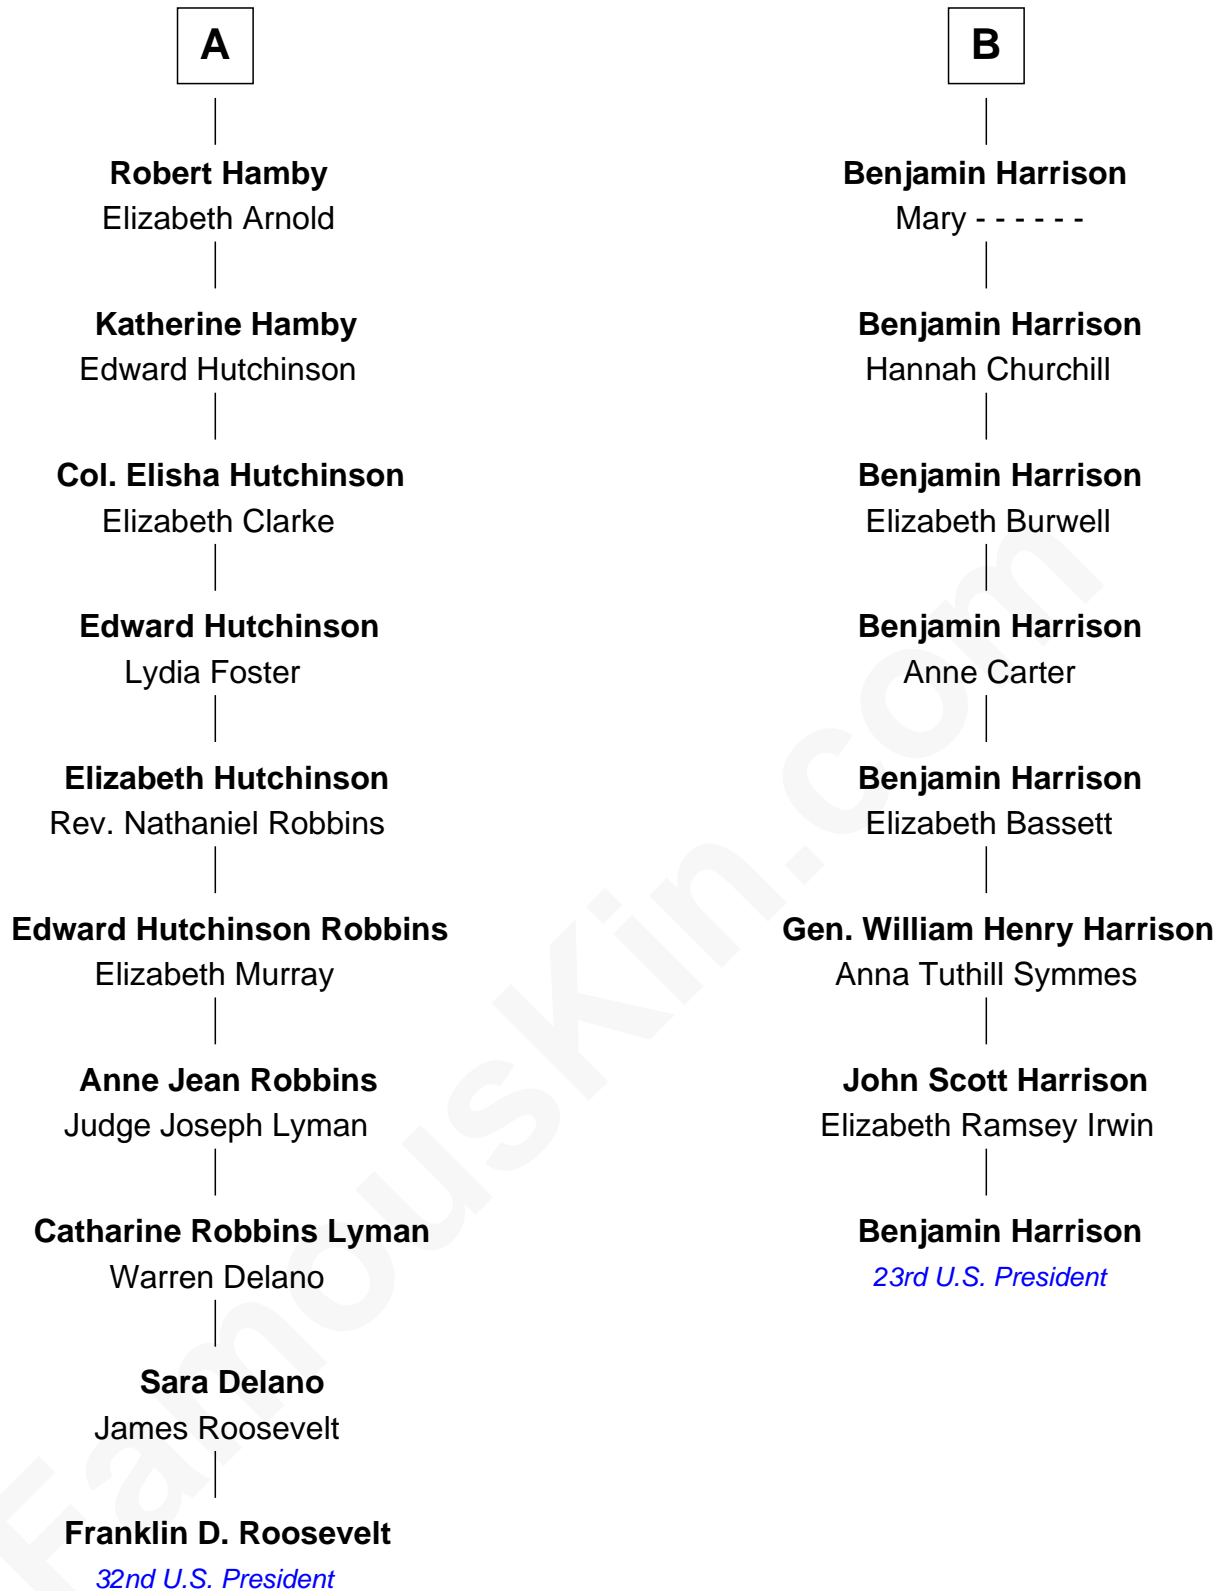 A
Robert Hamby
Elizabeth Arnold
Katherine Hamby
Edward Hutchinson
Col. Elisha Hutchinson
Elizabeth Clarke
Edward Hutchinson
Lydia Foster
Elizabeth Hutchinson
Rev. Nathaniel Robbins
Edward Hutchinson Robbins
Elizabeth Murray
Anne Jean Robbins
Judge Joseph Lyman
Catharine Robbins Lyman
Warren Delano
Sara Delano
James Roosevelt
Franklin D. Roosevelt
32nd U.S. President
B
Benjamin Harrison
Mary - - - - - -
Benjamin Harrison
Hannah Churchill
Benjamin Harrison
Elizabeth Burwell
Benjamin Harrison
Anne Carter
Benjamin Harrison
Elizabeth Bassett
Gen. William Henry Harrison
Anna Tuthill Symmes
John Scott Harrison
Elizabeth Ramsey Irwin
Benjamin Harrison
23rd U.S. President
FamousKin.com